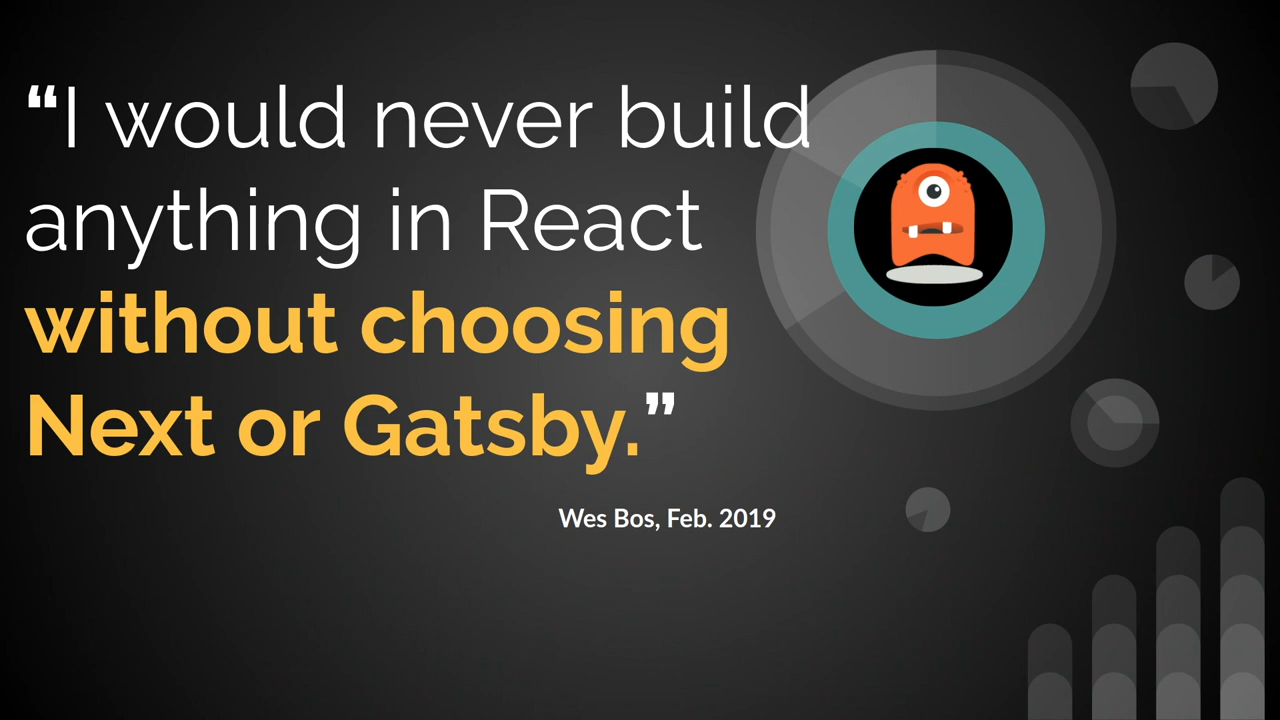 ❝I would never build
anything in React
without choosing
Next or Gatsby.❞
Wes Bos, Feb. 2019